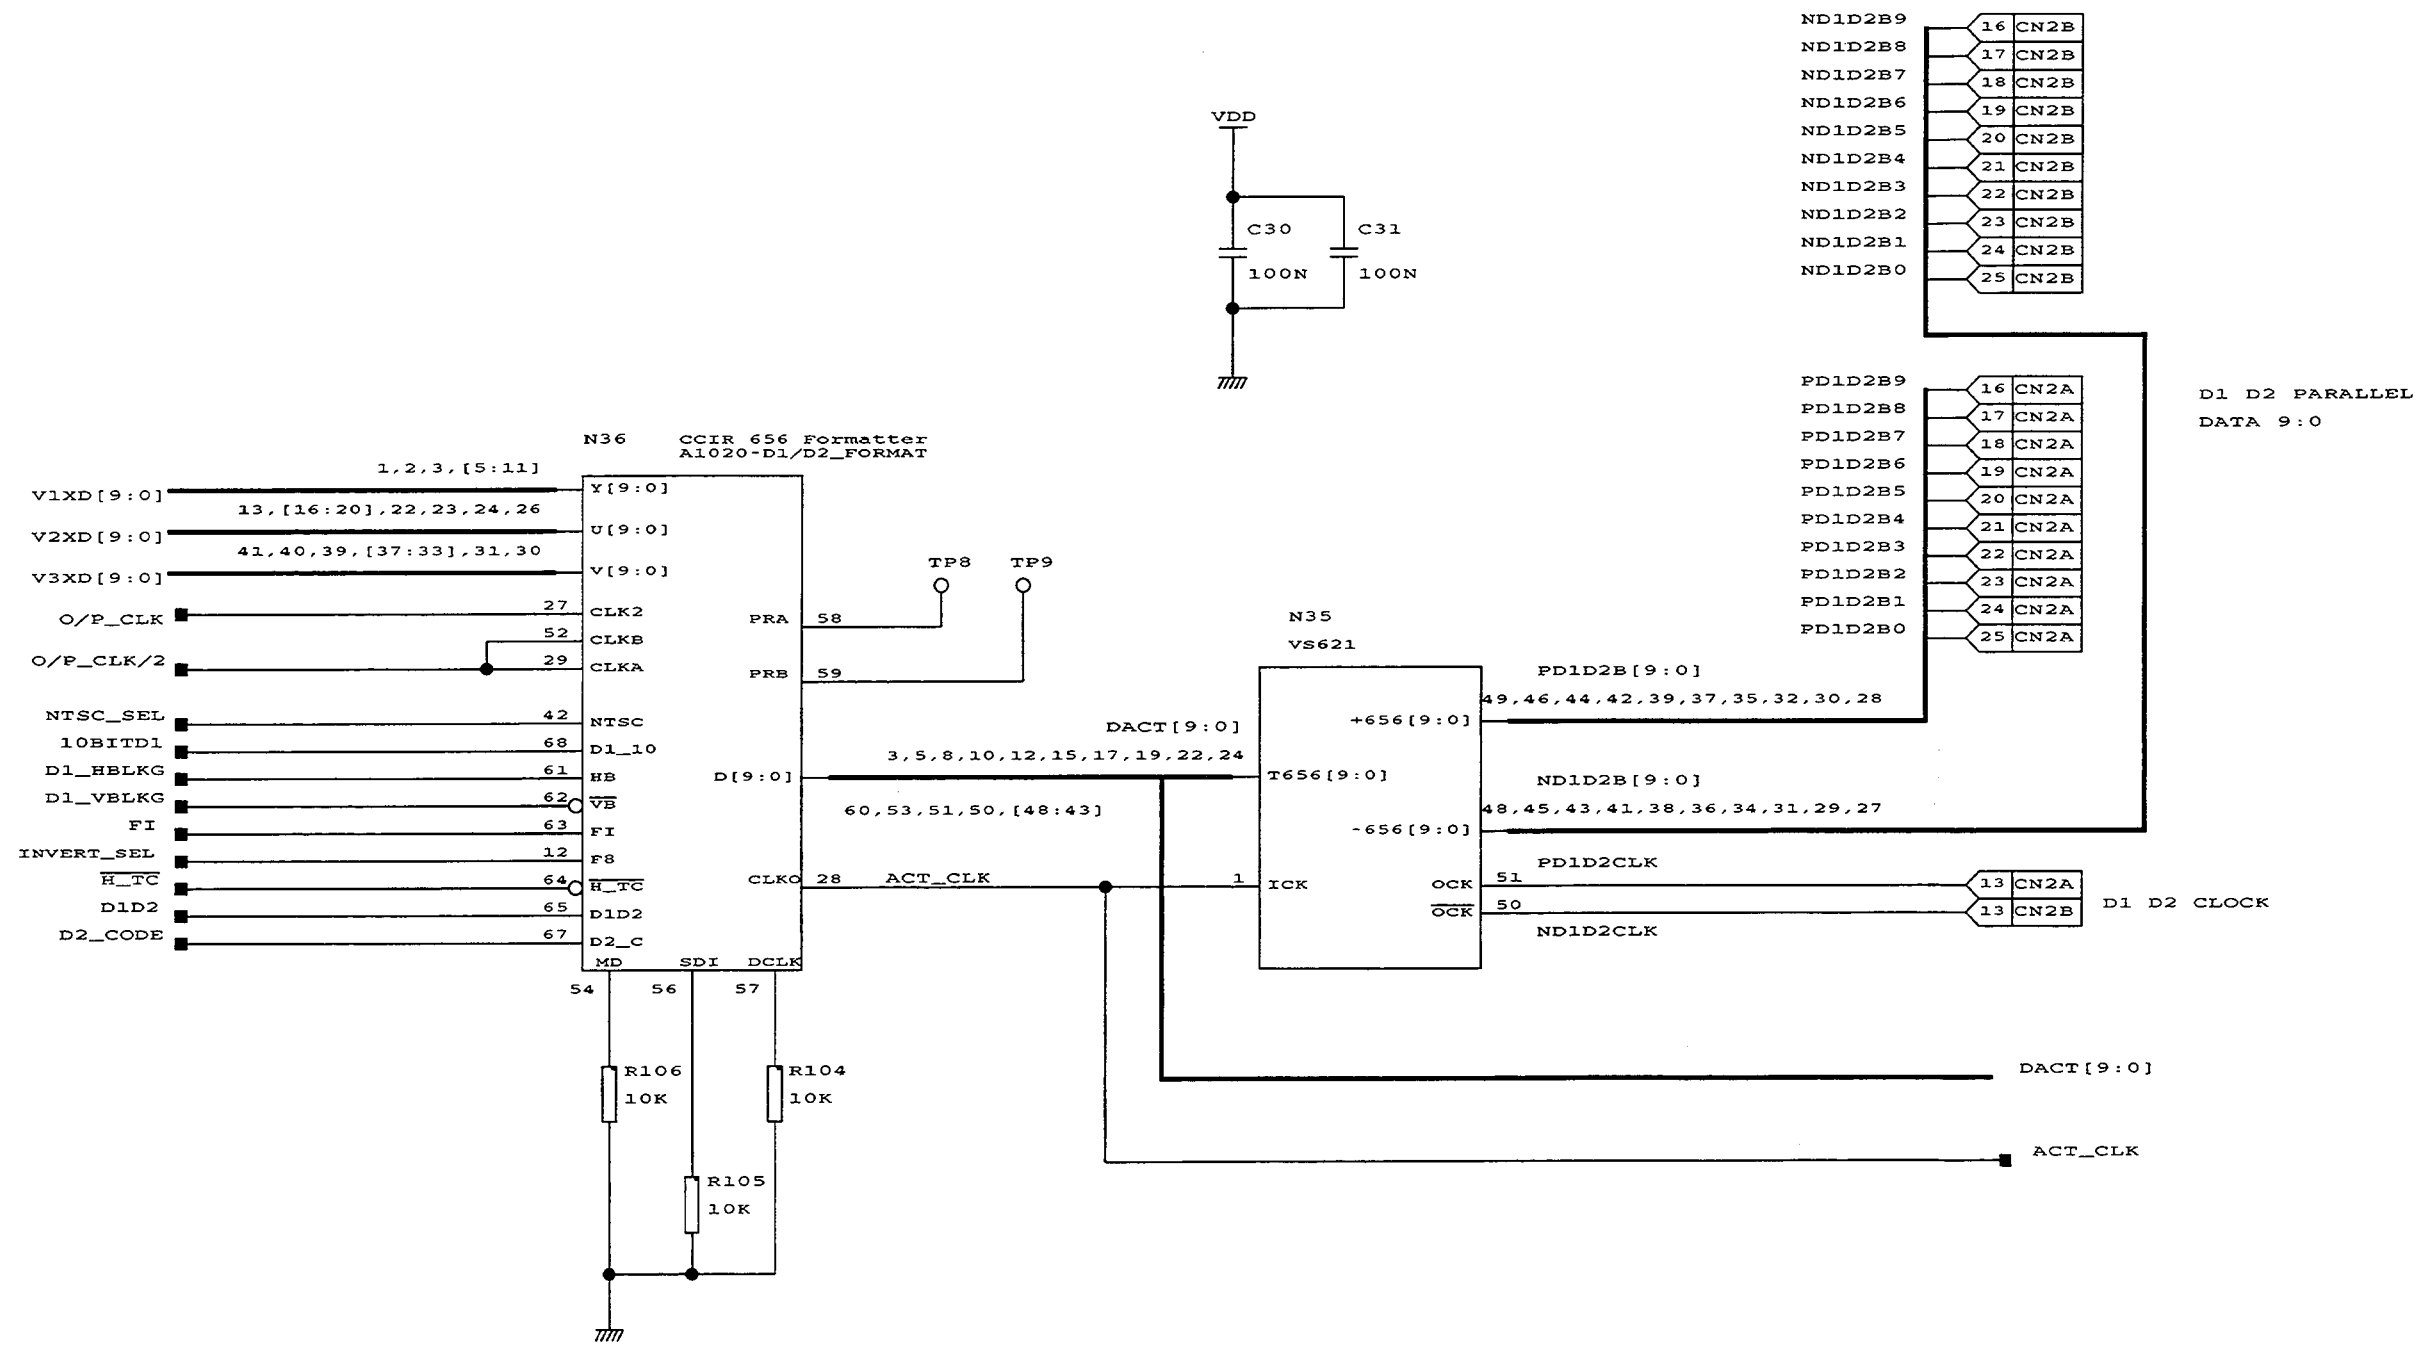 ND1D2B9 16 CN2B
ND1D2B8 17 CN2B
ND1D2B7 18 CN2B
ND1D2B6 19 CN2B
ND1D2B5 20 CN2B
ND1D2B4 21 CN2B
ND1D2B3 22 CN2B
ND1D2B2 23 CN2B
ND1D2B1 24 CN2B
ND1D2B0 25 CN2B
VDD
C30 C31
100N 100N
PD1D2B9 16 CN2A
PD1D2B8 17 CN2A
PD1D2B7 18 CN2A
PD1D2B6 19 CN2A
PD1D2B5 20 CN2A
PD1D2B4 21 CN2A
PD1D2B3 22 CN2A
PD1D2B2 23 CN2A
PD1D2B1 24 CN2A
PD1D2B0 25 CN2A
D1 D2 PARALLEL
DATA 9:0
N36 CCIR 656 Formatter
A1020-D1/D2_FORMAT
1,2,3,[5:11]
V1XD[9:0] Y[9:0]
13,[16:20],22,23,24,26
V2XD[9:0] U[9:0]
41,40,39,[37:33],31,30
V3XD[9:0] V[9:0]
O/P_CLK 27 CLK2
52 CLKB
O/P_CLK/2 29 CLKA
NTSC_SEL 42 NTSC
10BITD1 68 D1_10
D1_HBLKG 61 HB
D1_VBLKG 62 VB
FI 63 FI
INVERT_SEL 12 F8
H_TC 64 H_TC
D1D2 65 D1D2
D2_CODE 67 D2_C
MD SDI DCLK
54 56 57
TP8 TP9
PRA 58
PRB 59
D[9:0]
60,53,51,50,[48:43]
CLKO 28 ACT_CLK
DACT[9:0]
3,5,8,10,12,15,17,19,22,24
N35
VS621
T656[9:0]
1 ICK
PD1D2B[9:0]
49,46,44,42,39,37,35,32,30,28
+656[9:0]
ND1D2B[9:0]
48,45,43,41,38,36,34,31,29,27
-656[9:0]
PD1D2CLK
OCK 51 13 CN2A
OCK 50 13 CN2B
ND1D2CLK
D1 D2 CLOCK
R106 R104
10K 10K
R105
10K
DACT[9:0]
ACT_CLK